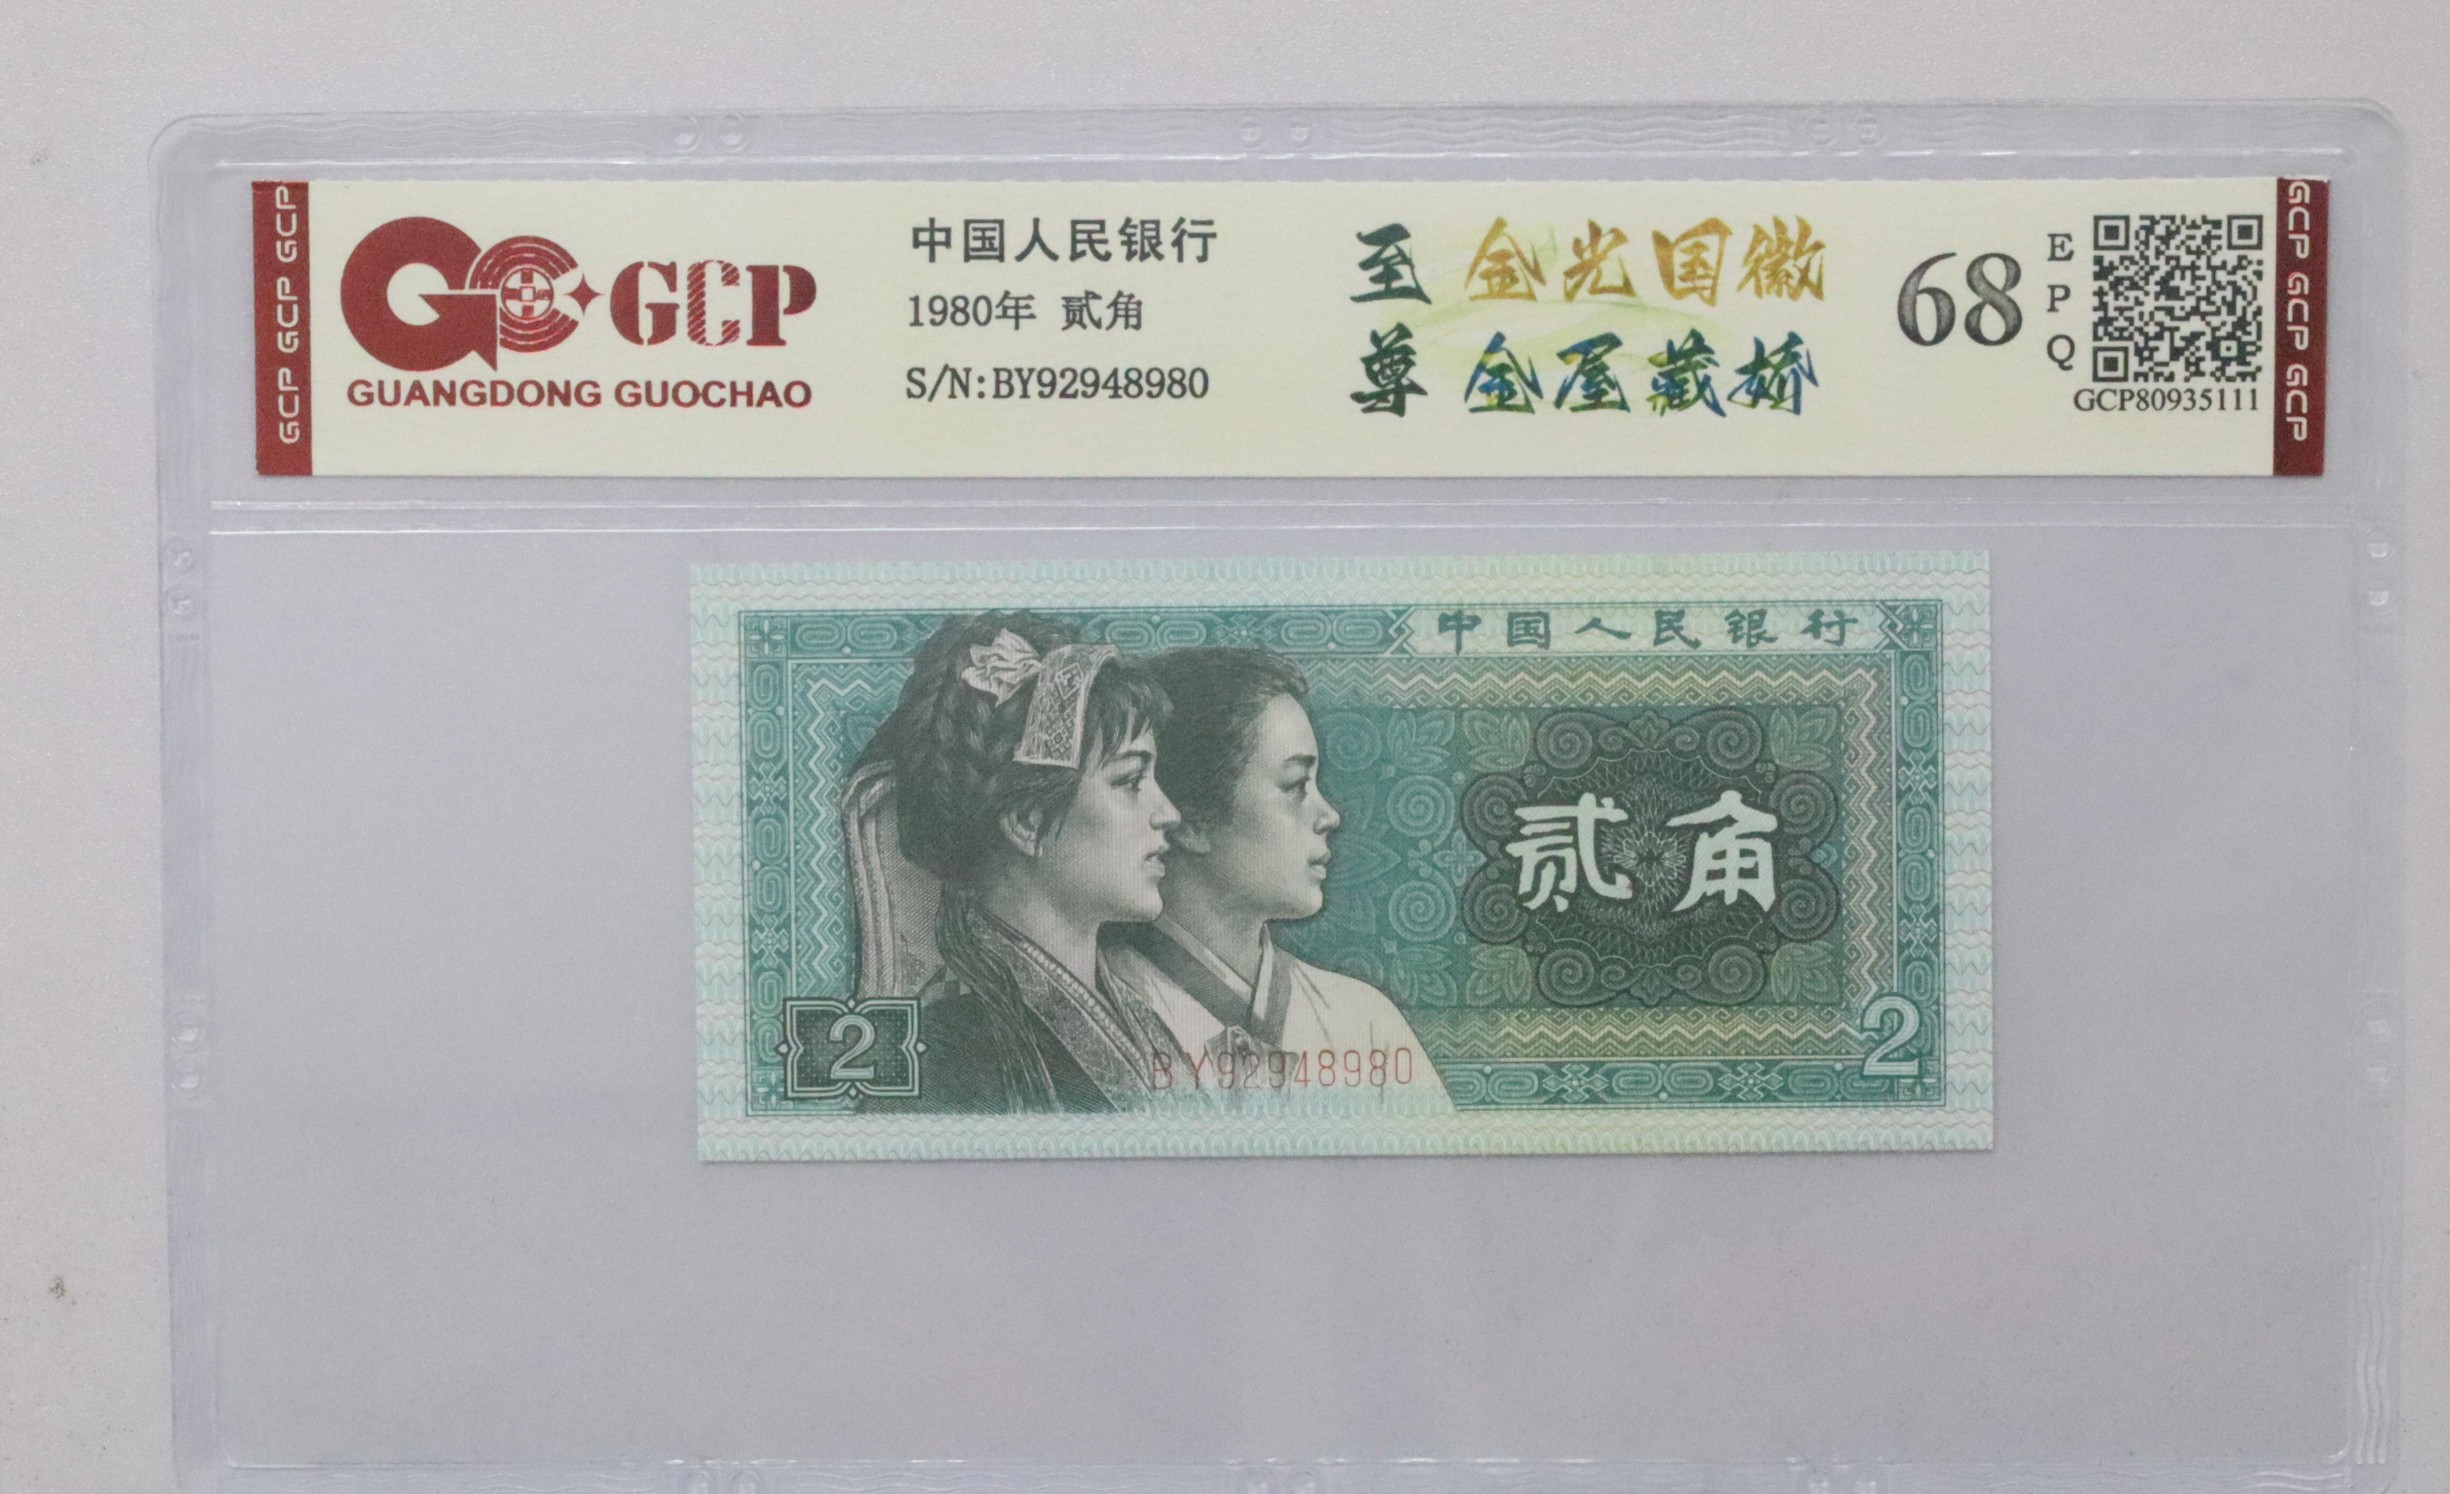 GCP GCP GCP
GCP
GUANGDONG GUOCHAO
中国人民银行
1980年 贰角
S/N:BY92948980
至尊
金光国徽
金屋藏娇
68
EPQ
GCP80935111
GCP GCP GCP
中国人民银行
贰角
2
2
BY92948980